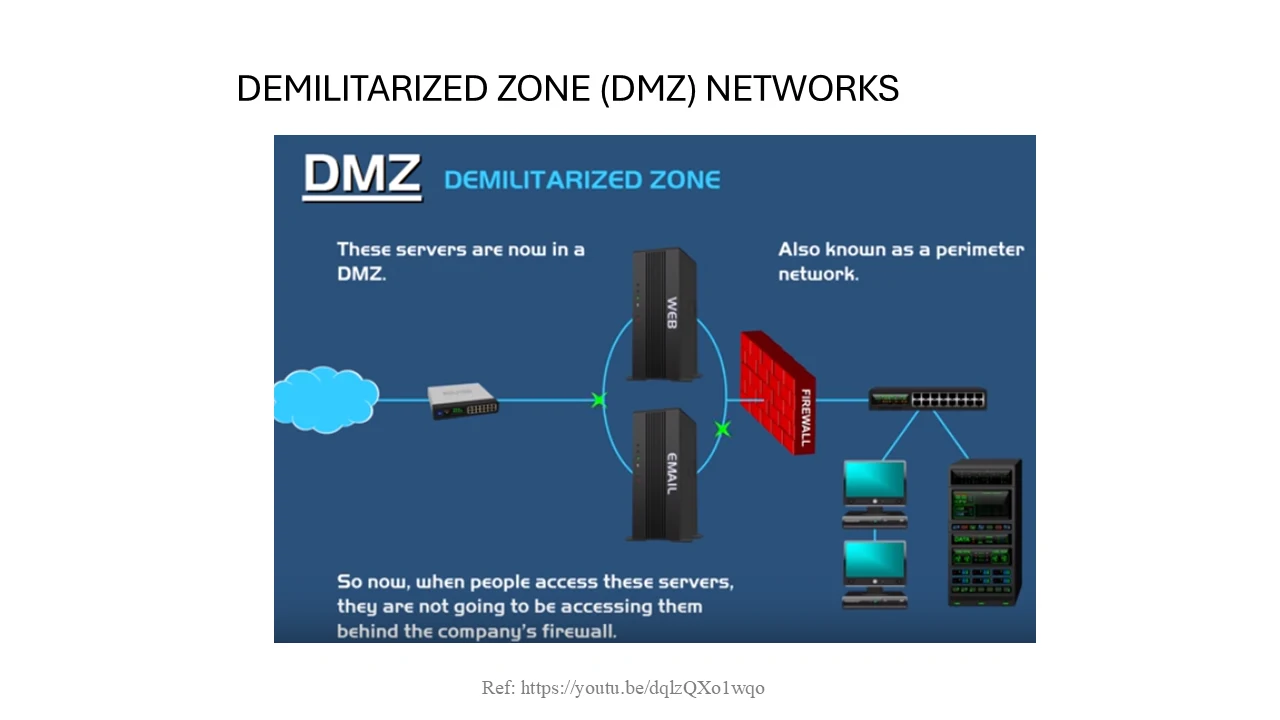 DEMILITARIZED ZONE (DMZ) NETWORKS
DMZ DEMILITARIZED ZONE
These servers are now in a
DMZ.
Also known as a perimeter
network.
WEB
EMAIL
FIREWALL
DATA
So now, when people access these servers,
they are not going to be accessing them
behind the company's firewall.
Ref: https://youtu.be/dqlzQXo1wqo